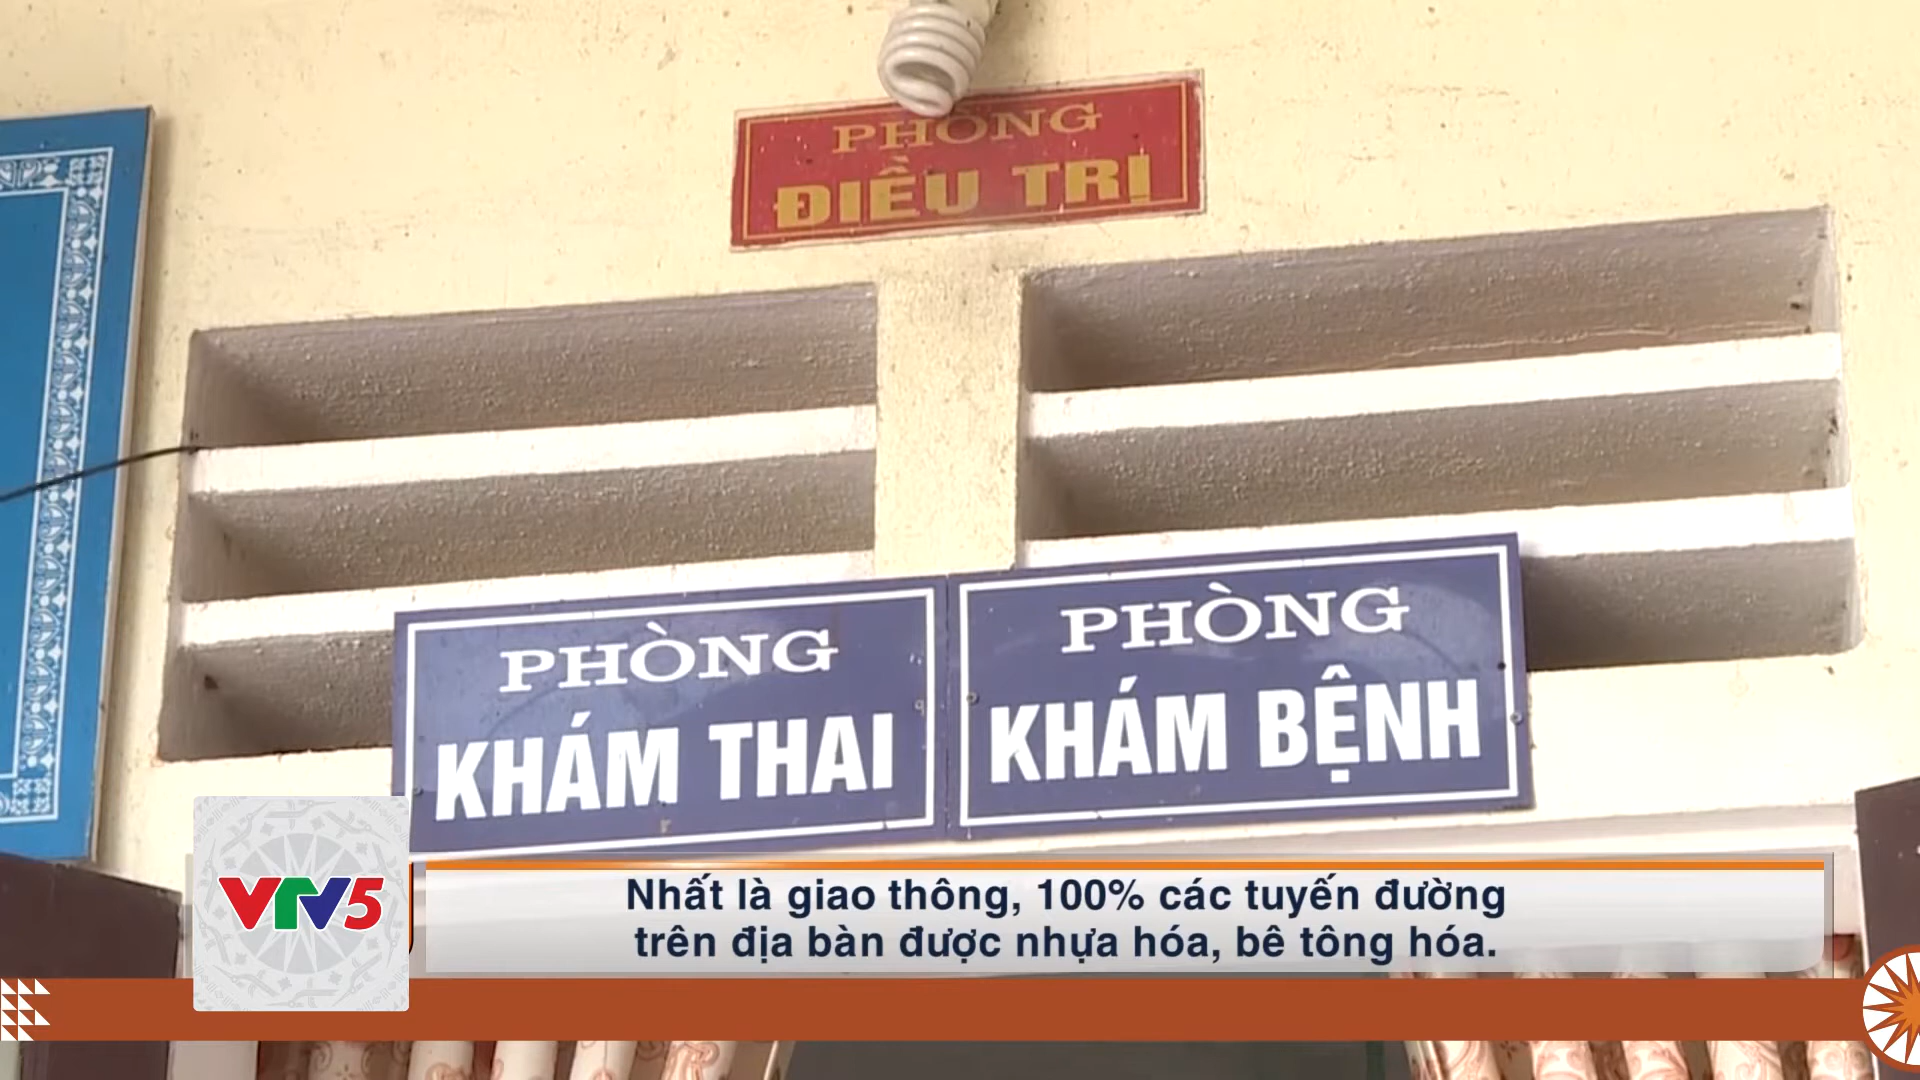 PHÒNG
ĐIỀU TRỊ
PHÒNG
KHÁM THAI
PHÒNG
KHÁM BỆNH
VTV5
Nhất là giao thông, 100% các tuyến đường
trên địa bàn được nhựa hóa, bê tông hóa.